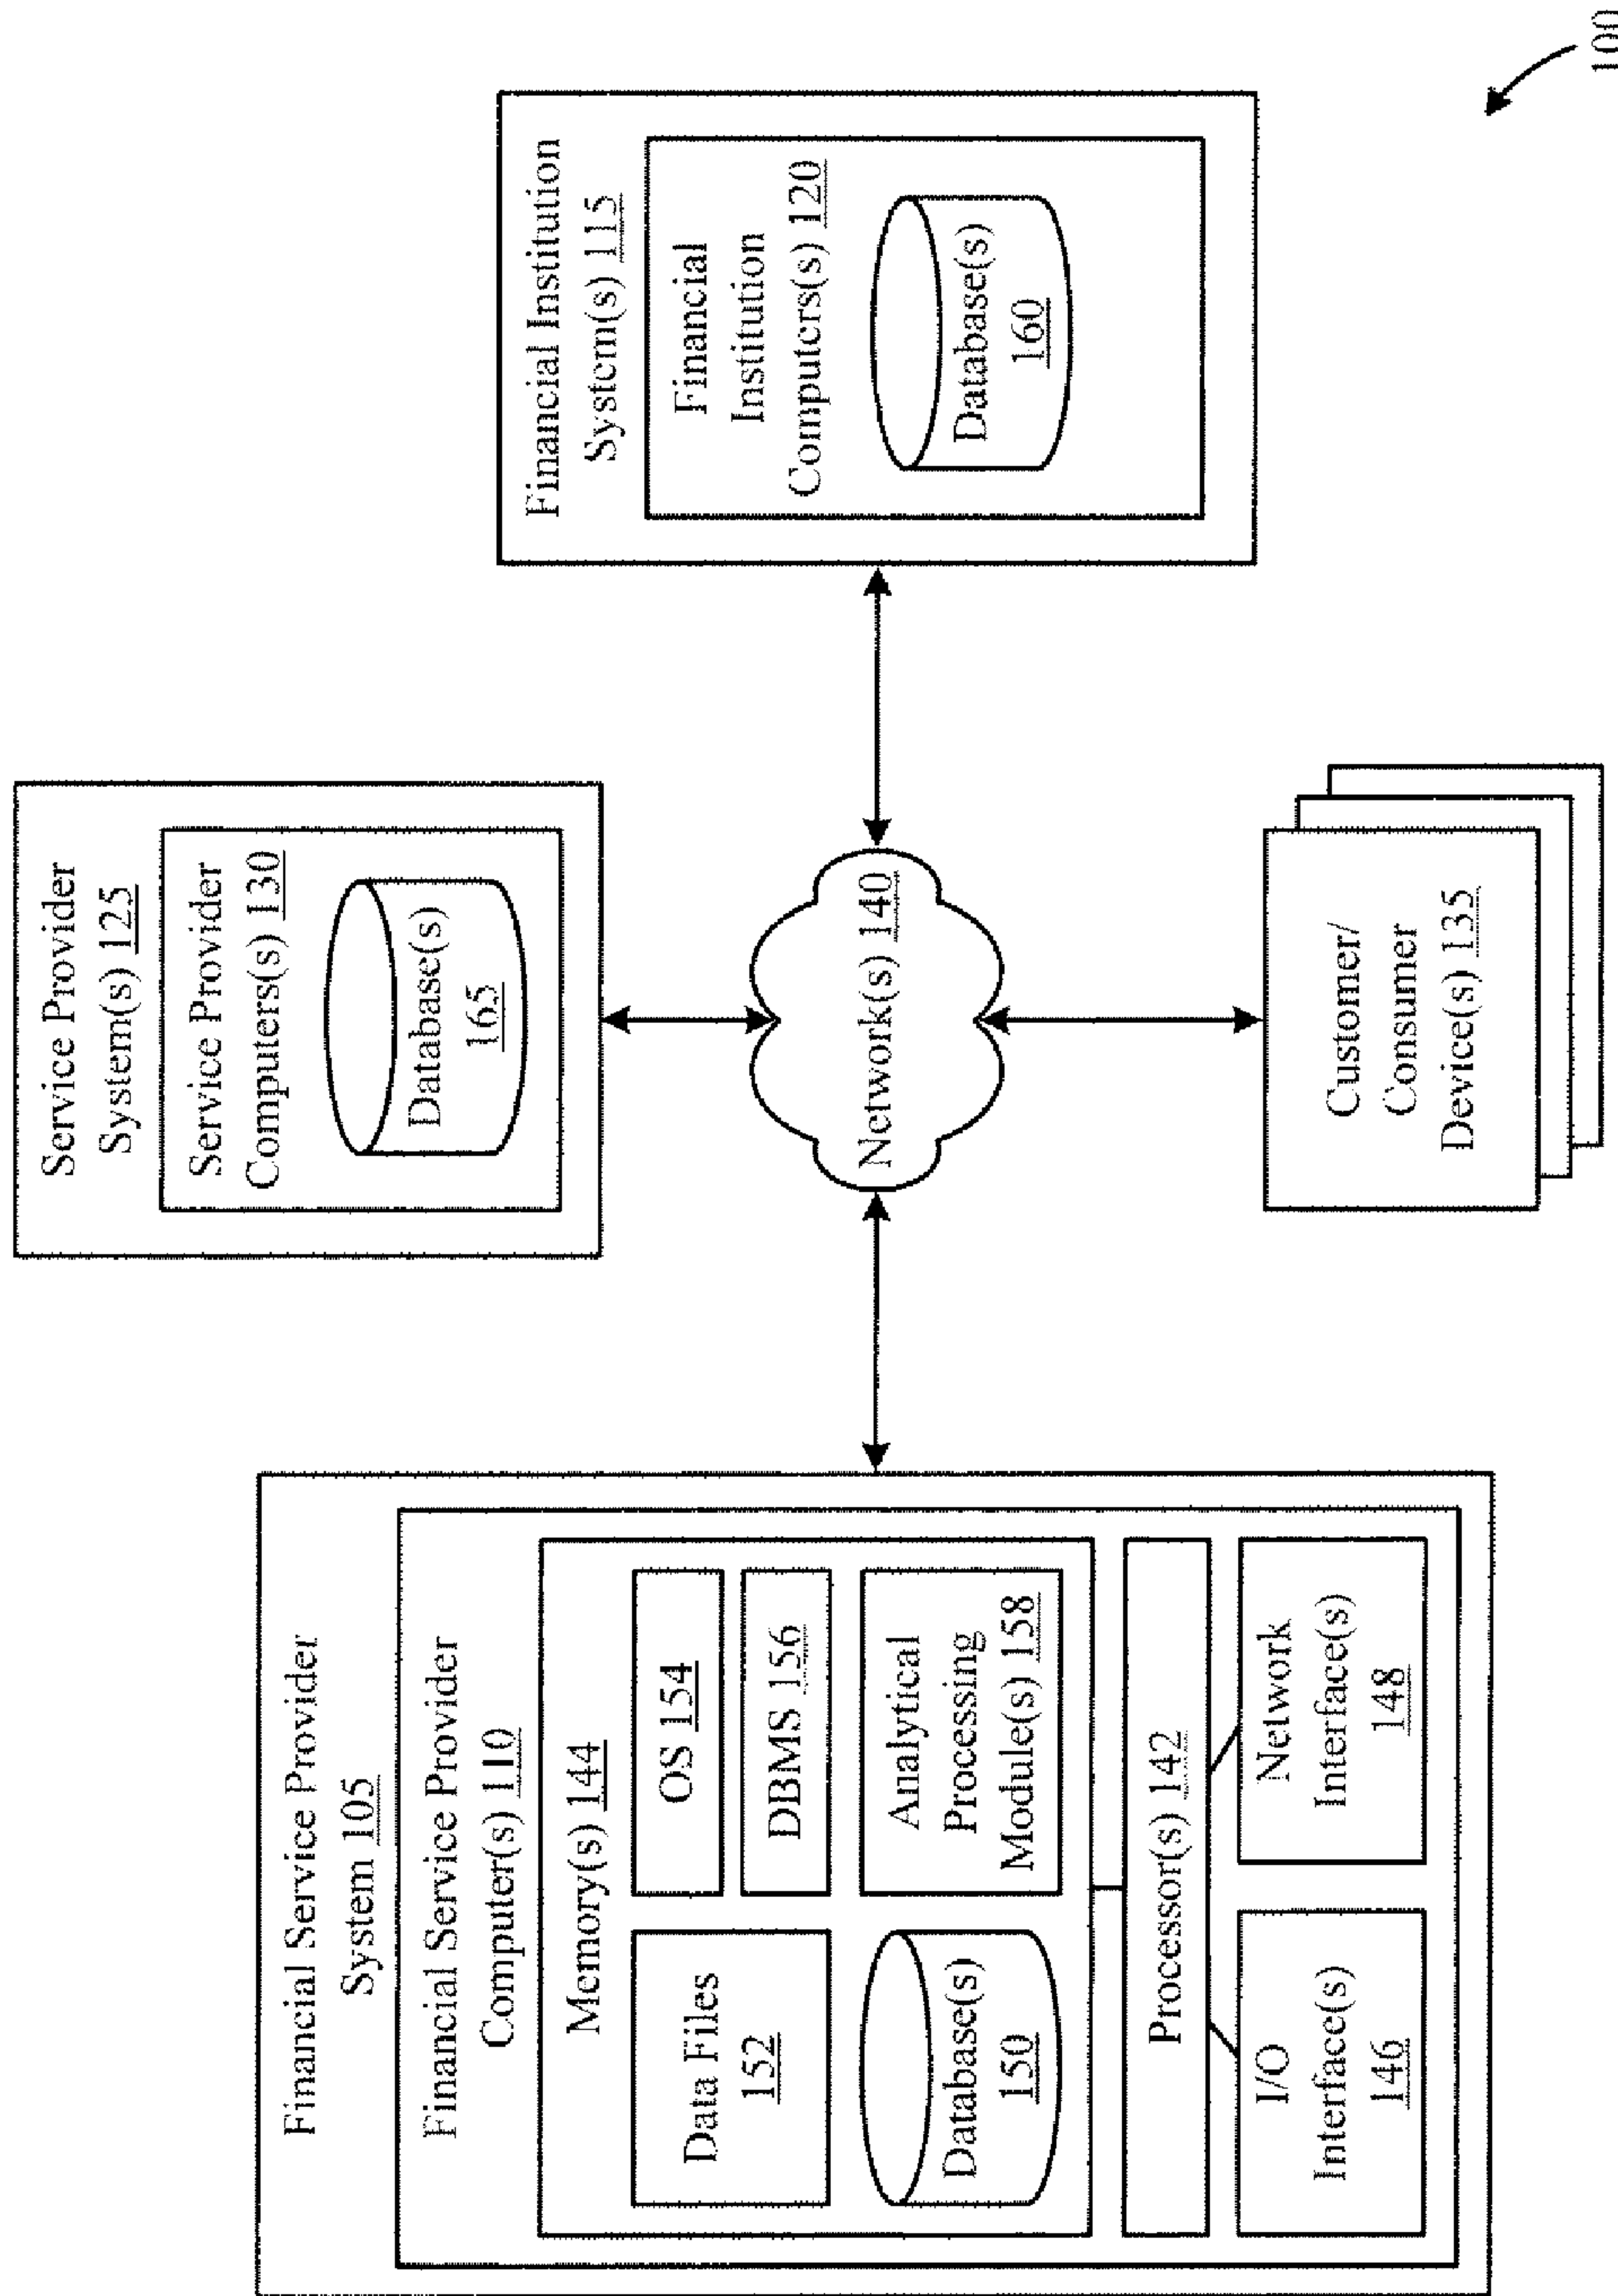 Financial Service Provider
System 105
Financial Service Provider
Computer(s) 110
Memory(s) 144
Data Files
152
OS 154
DBMS 156
Database(s)
150
Analytical
Processing
Module(s) 158
Processor(s) 142
I/O
Interface(s)
146
Network
Interface(s)
148
Service Provider
System(s) 125
Service Provider
Computers(s) 130
Database(s)
165
Network(s) 140
Customer/
Consumer
Device(s) 135
Financial Institution
System(s) 115
Financial
Institution
Computers(s) 120
Database(s)
160
100